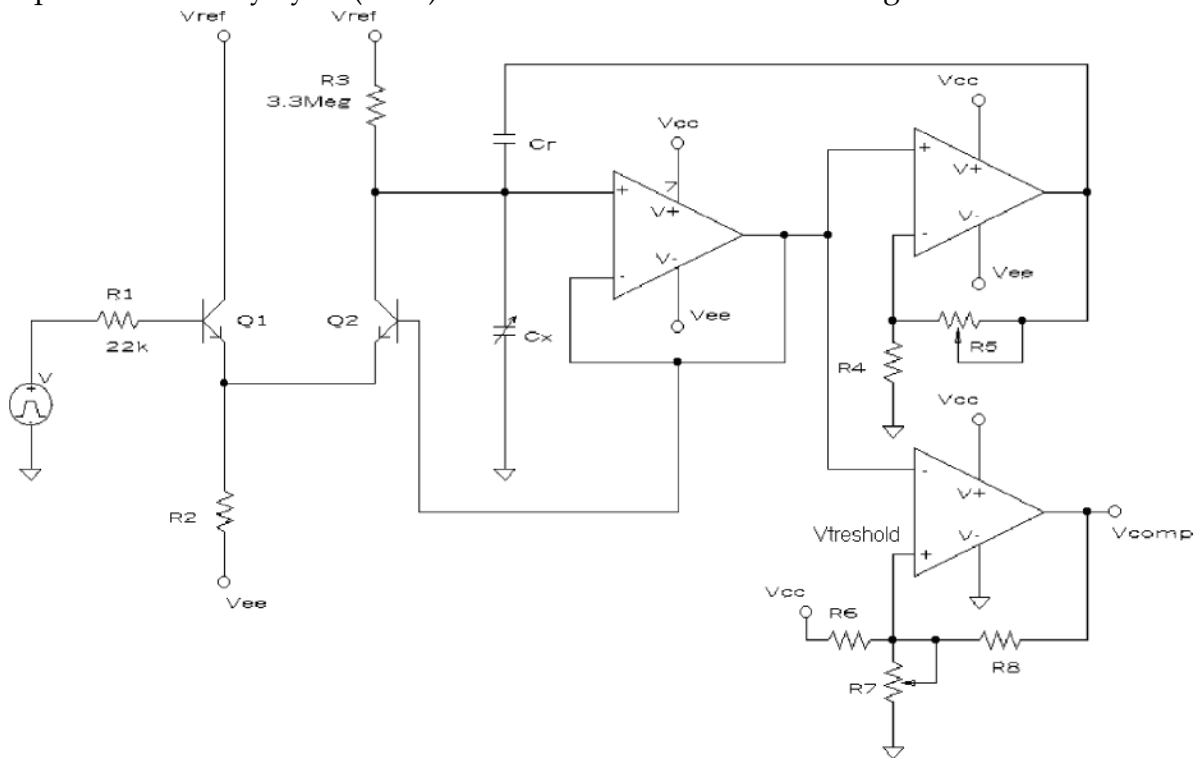 Vref
Vref
R3
3.3Meg
Cr
Vcc
7
V+
V-
Vee
+
-
Vcc
+
V+
V-
-
Vee
R1
22k
Q1
Q2
Cx
R5
R4
V
+
-
R2
Vee
Vcc
-
V+
Vtreshold
V-
+
Vcomp
Vcc
R6
R8
R7